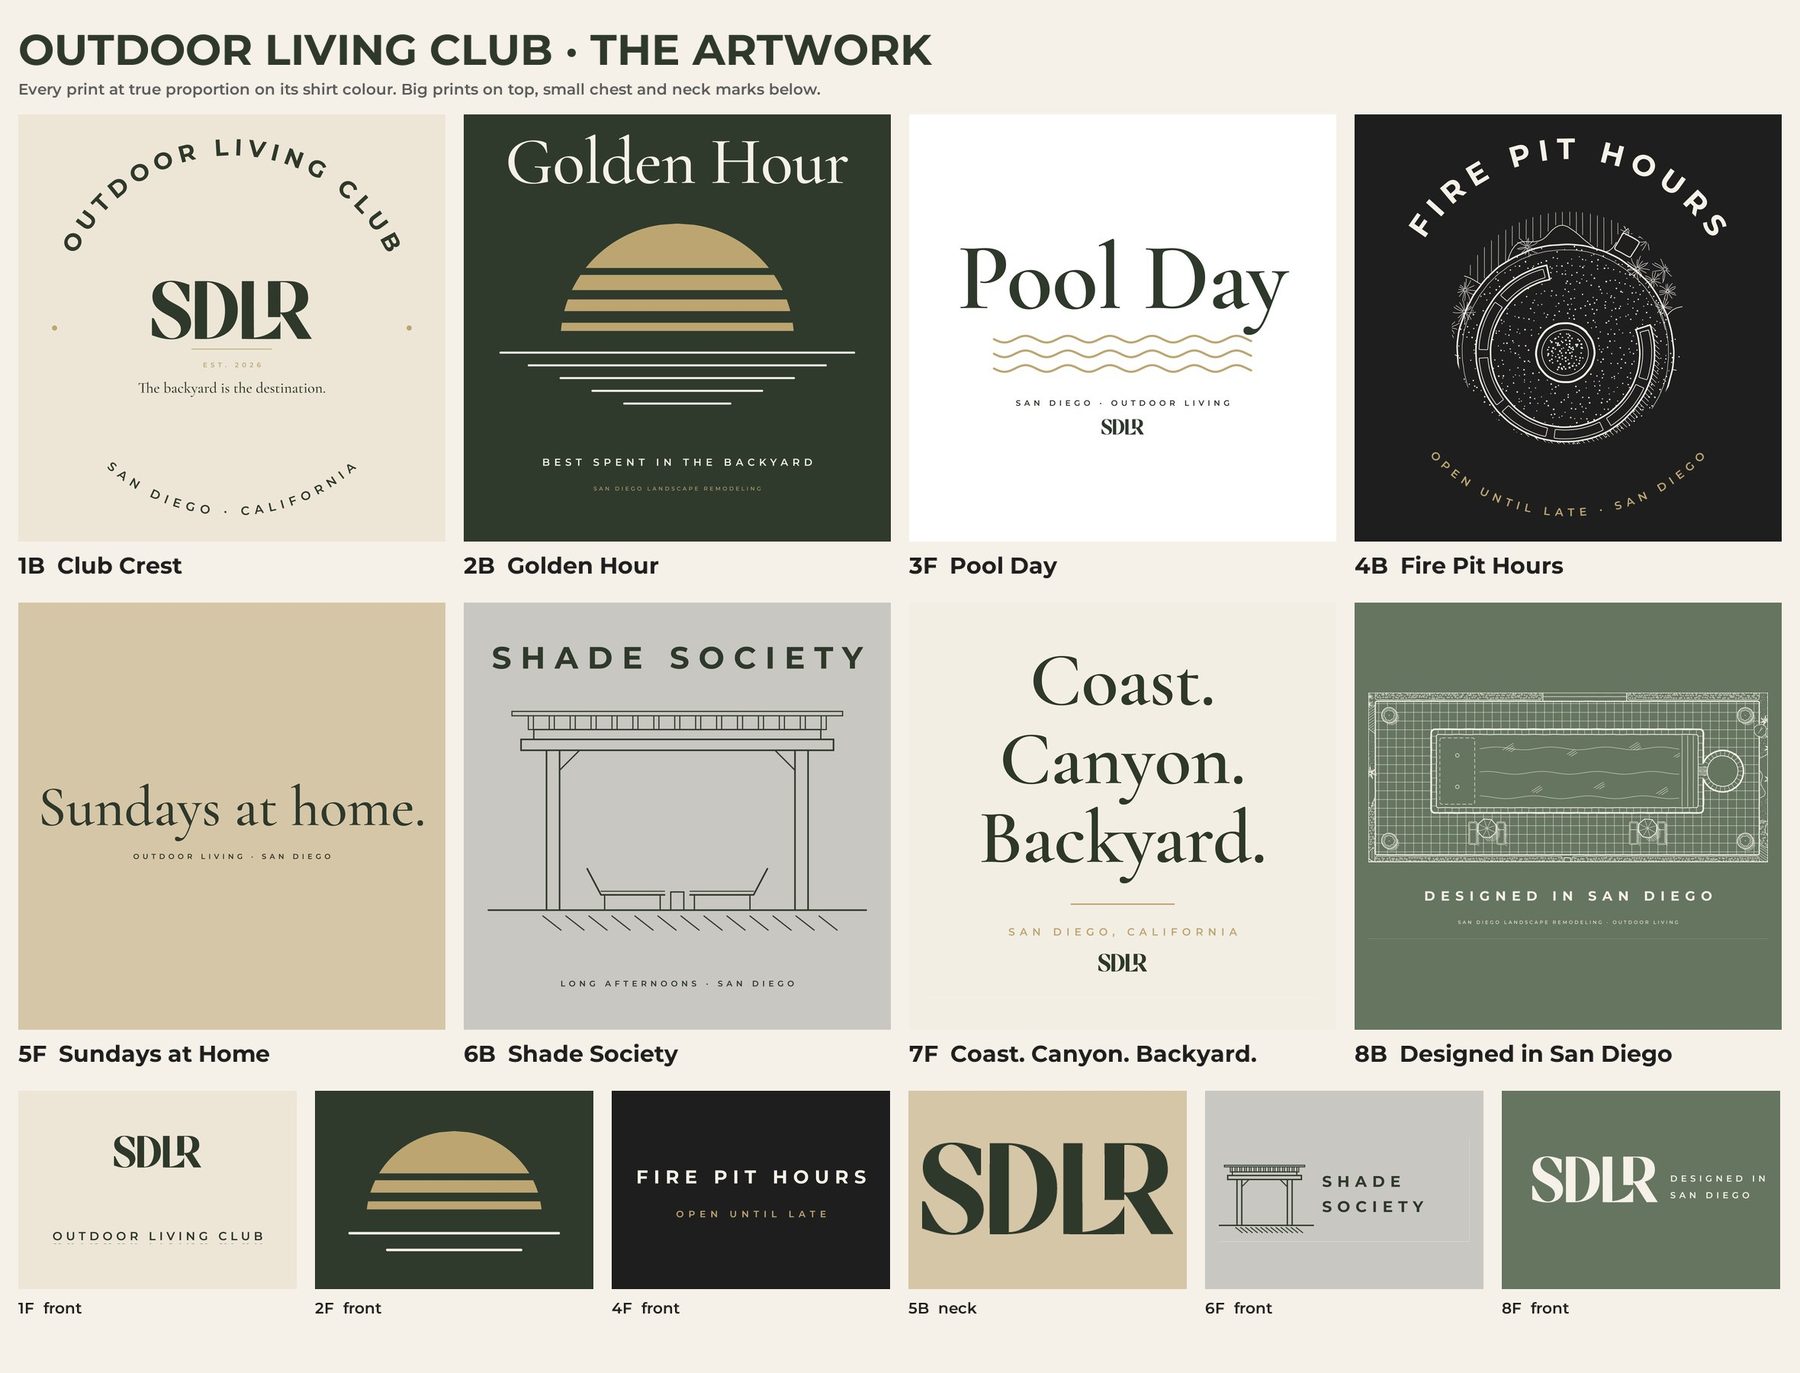 OUTDOOR LIVING CLUB · THE ARTWORK
Every print at true proportion on its shirt colour. Big prints on top, small chest and neck marks below.
OUTDOOR LIVING CLUB
SDLR
EST. 2026
The backyard is the destination.
SAN DIEGO · CALIFORNIA
1B Club Crest
Golden Hour
BEST SPENT IN THE BACKYARD
SAN DIEGO LANDSCAPE REMODELING
2B Golden Hour
Pool Day
SAN DIEGO · OUTDOOR LIVING
SDLR
3F Pool Day
FIRE PIT HOURS
OPEN UNTIL LATE · SAN DIEGO
4B Fire Pit Hours
Sundays at home.
OUTDOOR LIVING · SAN DIEGO
5F Sundays at Home
SHADE SOCIETY
LONG AFTERNOONS · SAN DIEGO
6B Shade Society
Coast.
Canyon.
Backyard.
SAN DIEGO, CALIFORNIA
SDLR
7F Coast. Canyon. Backyard.
DESIGNED IN SAN DIEGO
SAN DIEGO LANDSCAPE REMODELING · OUTDOOR LIVING
8B Designed in San Diego
SDLR
OUTDOOR LIVING CLUB
1F front
2F front
FIRE PIT HOURS
OPEN UNTIL LATE
4F front
SDLR
5B neck
SHADE
SOCIETY
6F front
SDLR
DESIGNED IN
SAN DIEGO
8F front